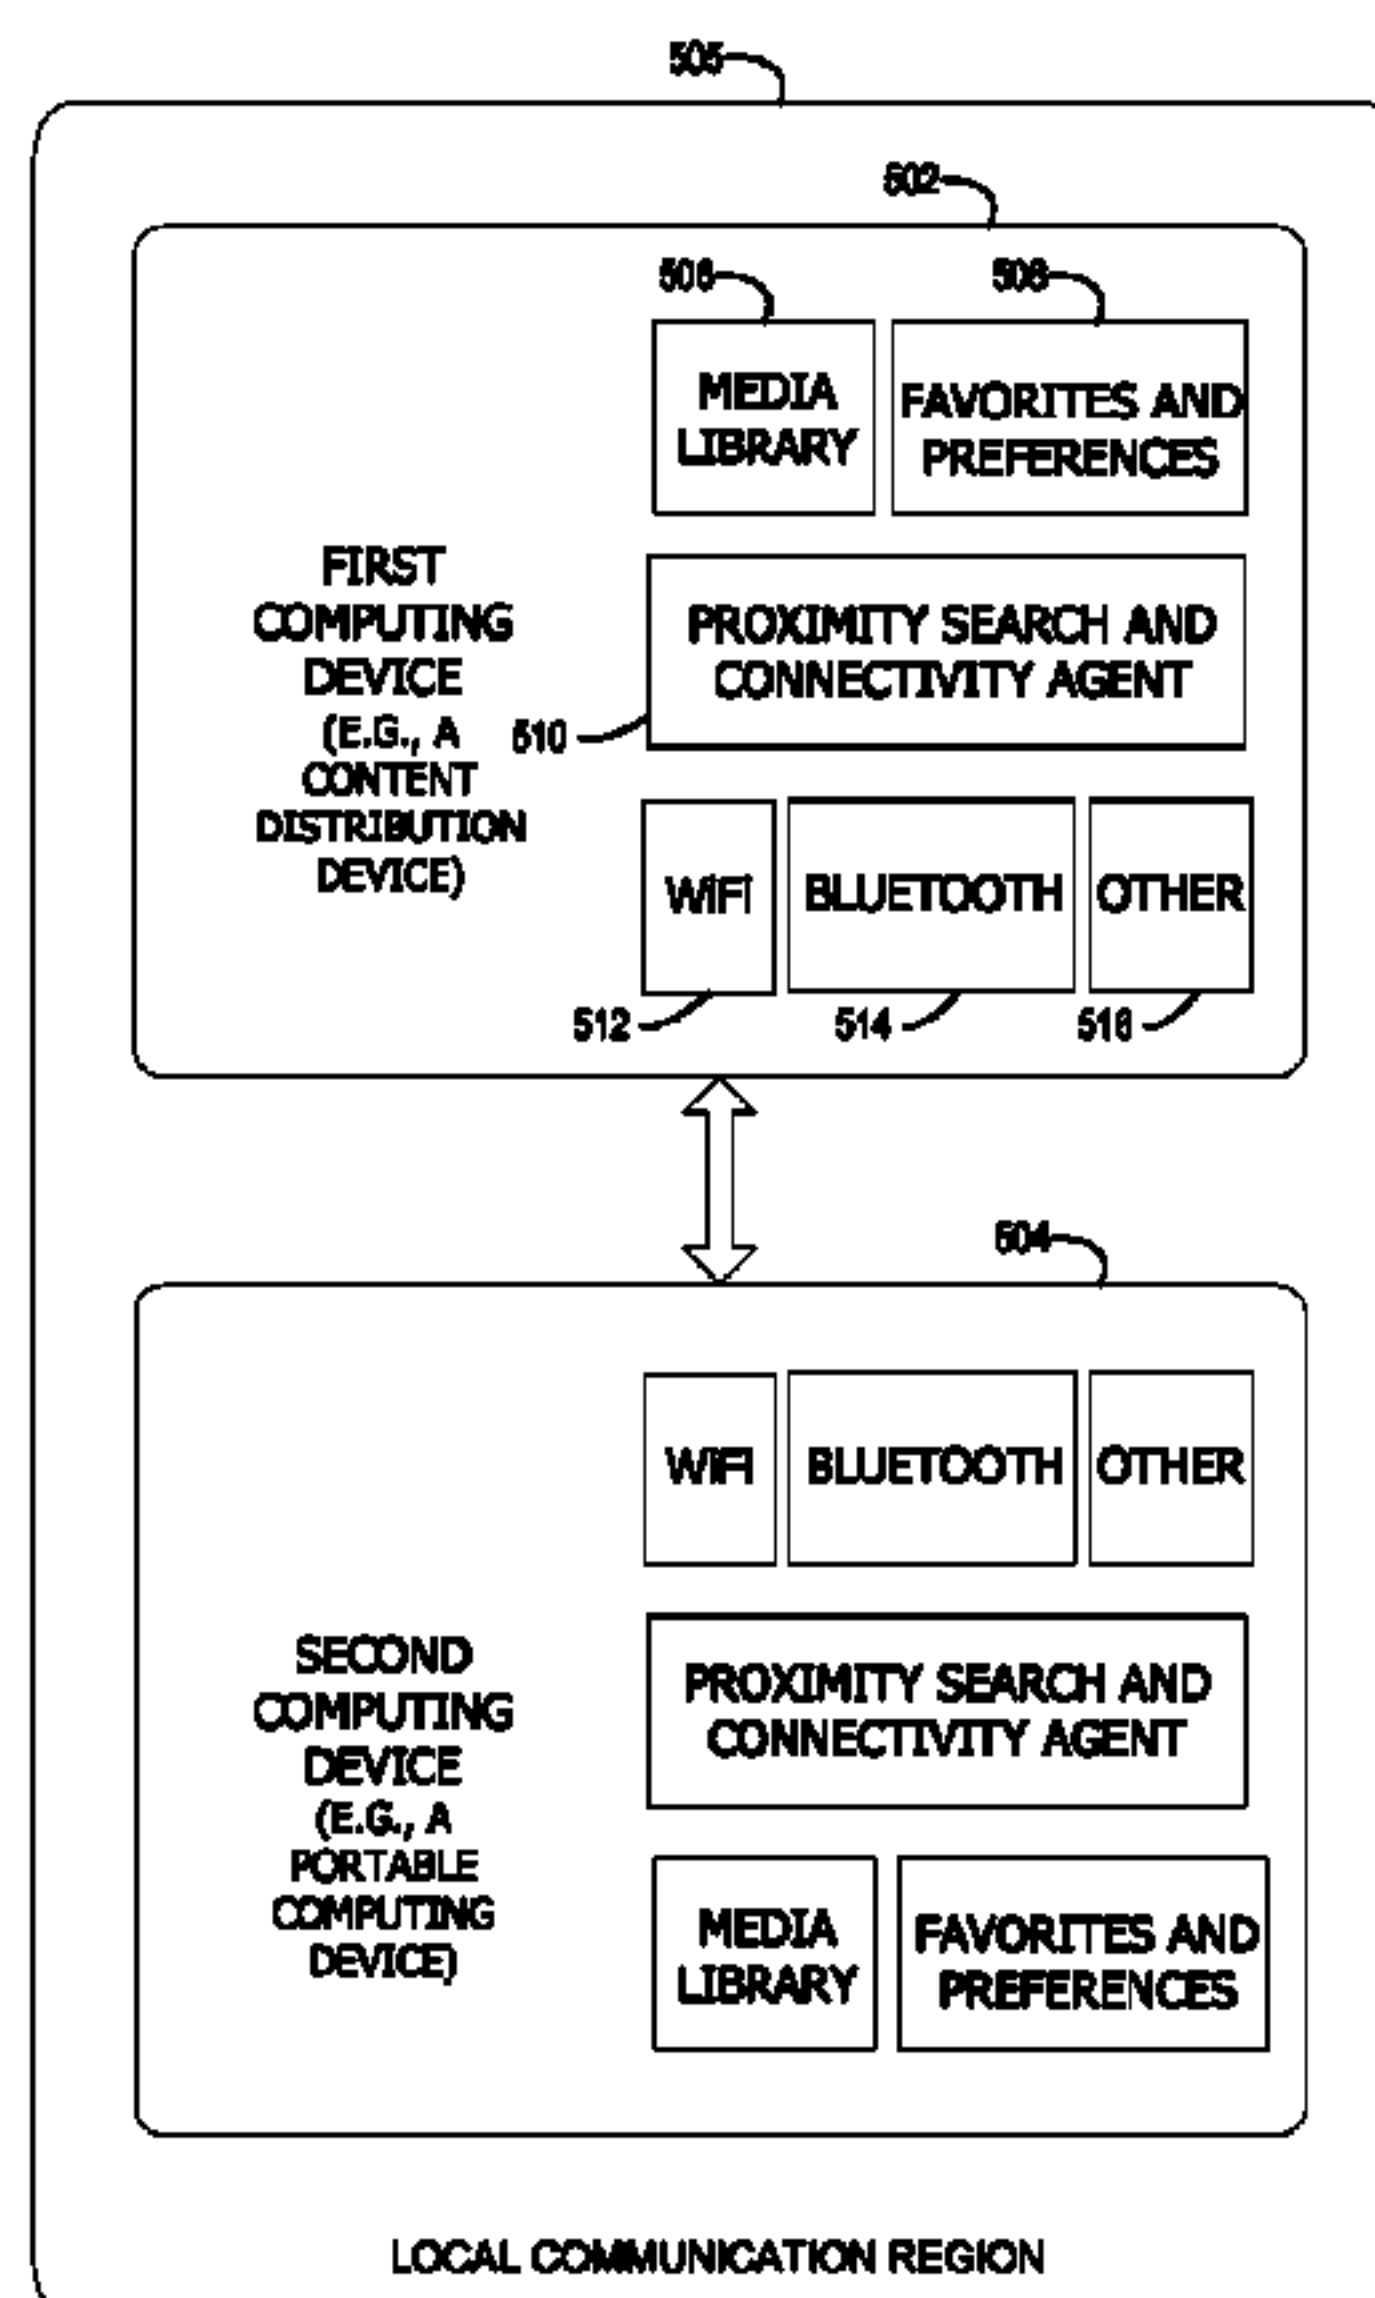 505
502
506
508
MEDIA
LIBRARY
FAVORITES AND
PREFERENCES
FIRST
COMPUTING
DEVICE
(E.G., A
CONTENT
DISTRIBUTION
DEVICE)
PROXIMITY SEARCH AND
CONNECTIVITY AGENT
510
WiFi
BLUETOOTH
OTHER
512
514
516
504
WiFi
BLUETOOTH
OTHER
SECOND
COMPUTING
DEVICE
(E.G., A
PORTABLE
COMPUTING
DEVICE)
PROXIMITY SEARCH AND
CONNECTIVITY AGENT
MEDIA
LIBRARY
FAVORITES AND
PREFERENCES
LOCAL COMMUNICATION REGION